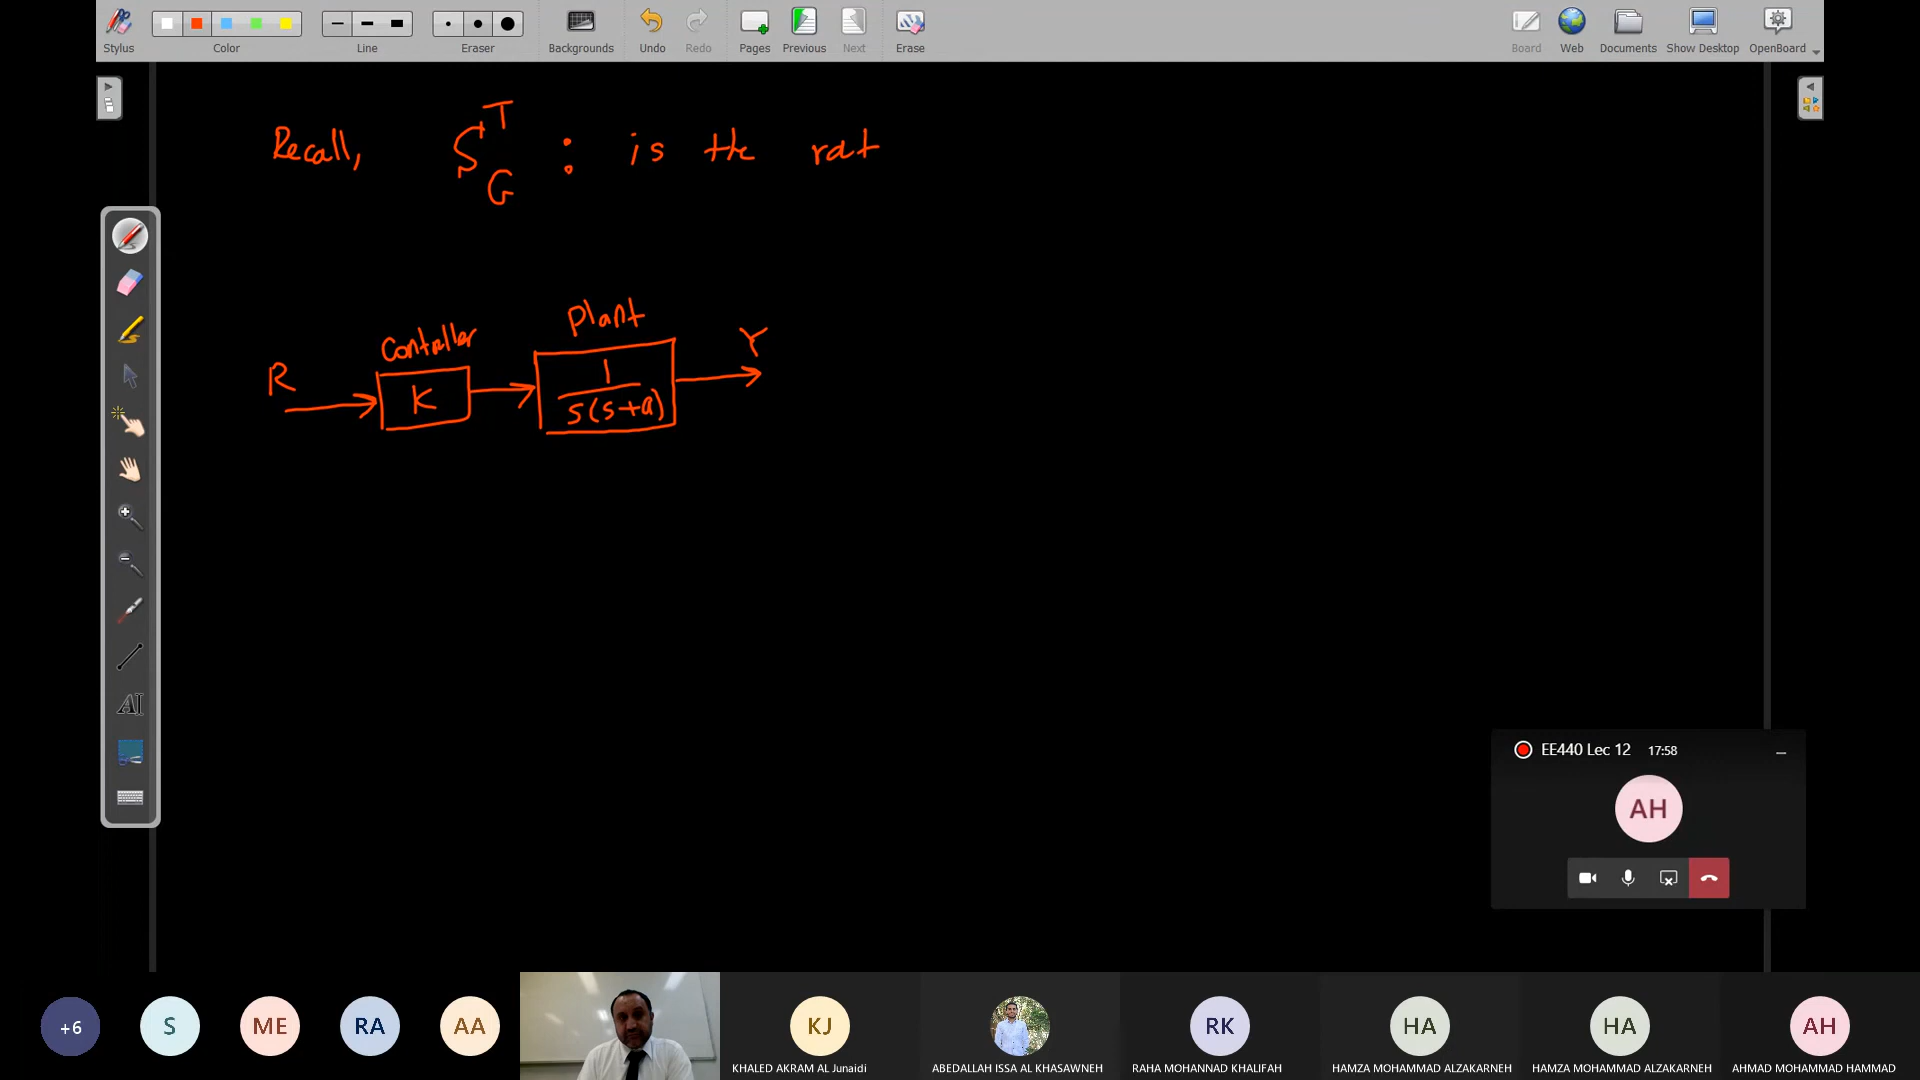 Stylus
Color
Line
Eraser
Backgrounds
Undo
Redo
Pages
Previous
Next
Erase
Board
Web
Documents
Show Desktop
OpenBoard
Recall, S T G : is the rat
Controller
Plant
R
K
1
s(s+a)
Y
AI
EE440 Lec 12 17:58
AH
+6
S
ME
RA
AA
KJ
RK
HA
HA
AH
KHALED AKRAM AL Junaidi
ABEDALLAH ISSA AL KHASAWNEH
RAHA MOHANNAD KHALIFAH
HAMZA MOHAMMAD ALZAKARNEH
HAMZA MOHAMMAD ALZAKARNEH
AHMAD MOHAMMAD HAMMAD